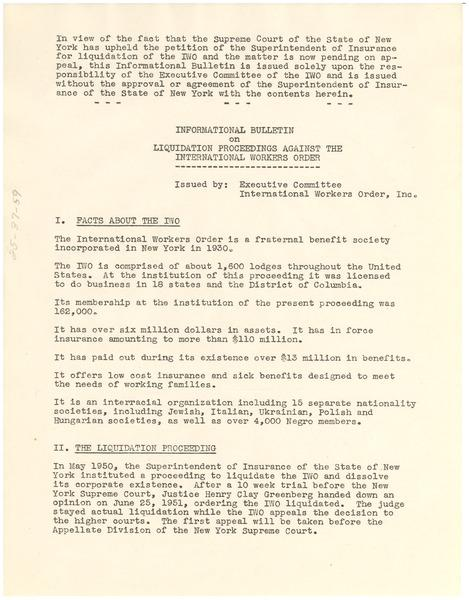 In view of the fact that the Supreme Court of the State of New
York has upheld the petition of the Superintendent of Insurance
for liquidation of the IWO and the matter is now pending on ap-
peal, this Informational Bulletin is issued solely upon the res-
ponsibility of the Executive Committee of the IWO and is issued
without the approval or agreement of the Superintendent of Insur-
ance of the State of New York with the contents herein.
- - - - - - - - -
INFORMATIONAL BULLETIN
on
LIQUIDATION PROCEEDINGS AGAINST THE
INTERNATIONAL WORKERS ORDER
-----------------------------------
Issued by: Executive Committee
International Workers Order, Inc.
I. FACTS ABOUT THE IWO
The International Workers Order is a fraternal benefit society
incorporated in New York in 1930.
The IWO is comprised of about 1,600 lodges throughout the United
States. At the institution of this proceeding it was licensed
to do business in 18 states and the District of Columbia.
Its membership at the institution of the present proceeding was
162,000.
It has over six million dollars in assets. It has in force
insurance amounting to more than $110 million.
It has paid out during its existence over $13 million in benefits.
It offers low cost insurance and sick benefits designed to meet
the needs of working families.
It is an interracial organization including 15 separate nationality
societies, including Jewish, Italian, Ukrainian, Polish and
Hungarian societies, as well as over 4,000 Negro members.
II. THE LIQUIDATION PROCEEDING
In May 1950, the Superintendent of Insurance of the State of New
York instituted a proceeding to liquidate the IWO and dissolve
its corporate existence. After a 10 week trial before the New
York Supreme Court, Justice Henry Clay Greenberg handed down an
opinion on June 25, 1951, ordering the IWO liquidated. The judge
stayed actual liquidation while the IWO appeals the decision to
the higher courts. The first appeal will be taken before the
Appellate Division of the New York Supreme Court.